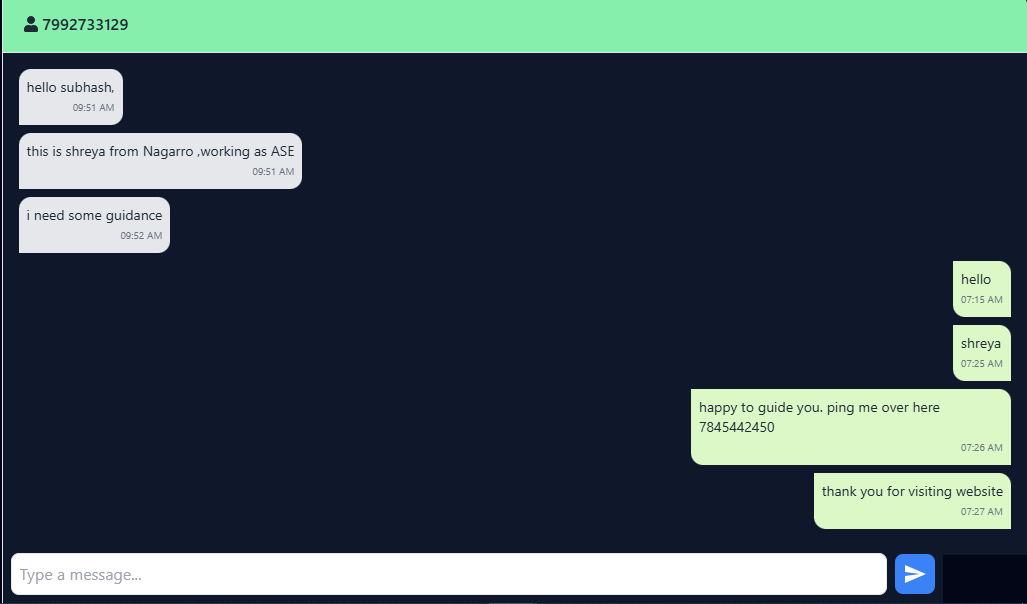 7992733129
hello subhash,
09:51 AM
this is shreya from Nagarro ,working as ASE
09:51 AM
i need some guidance
09:52 AM
hello
07:15 AM
shreya
07:25 AM
happy to guide you. ping me over here
7845442450
07:26 AM
thank you for visiting website
07:27 AM
Type a message...